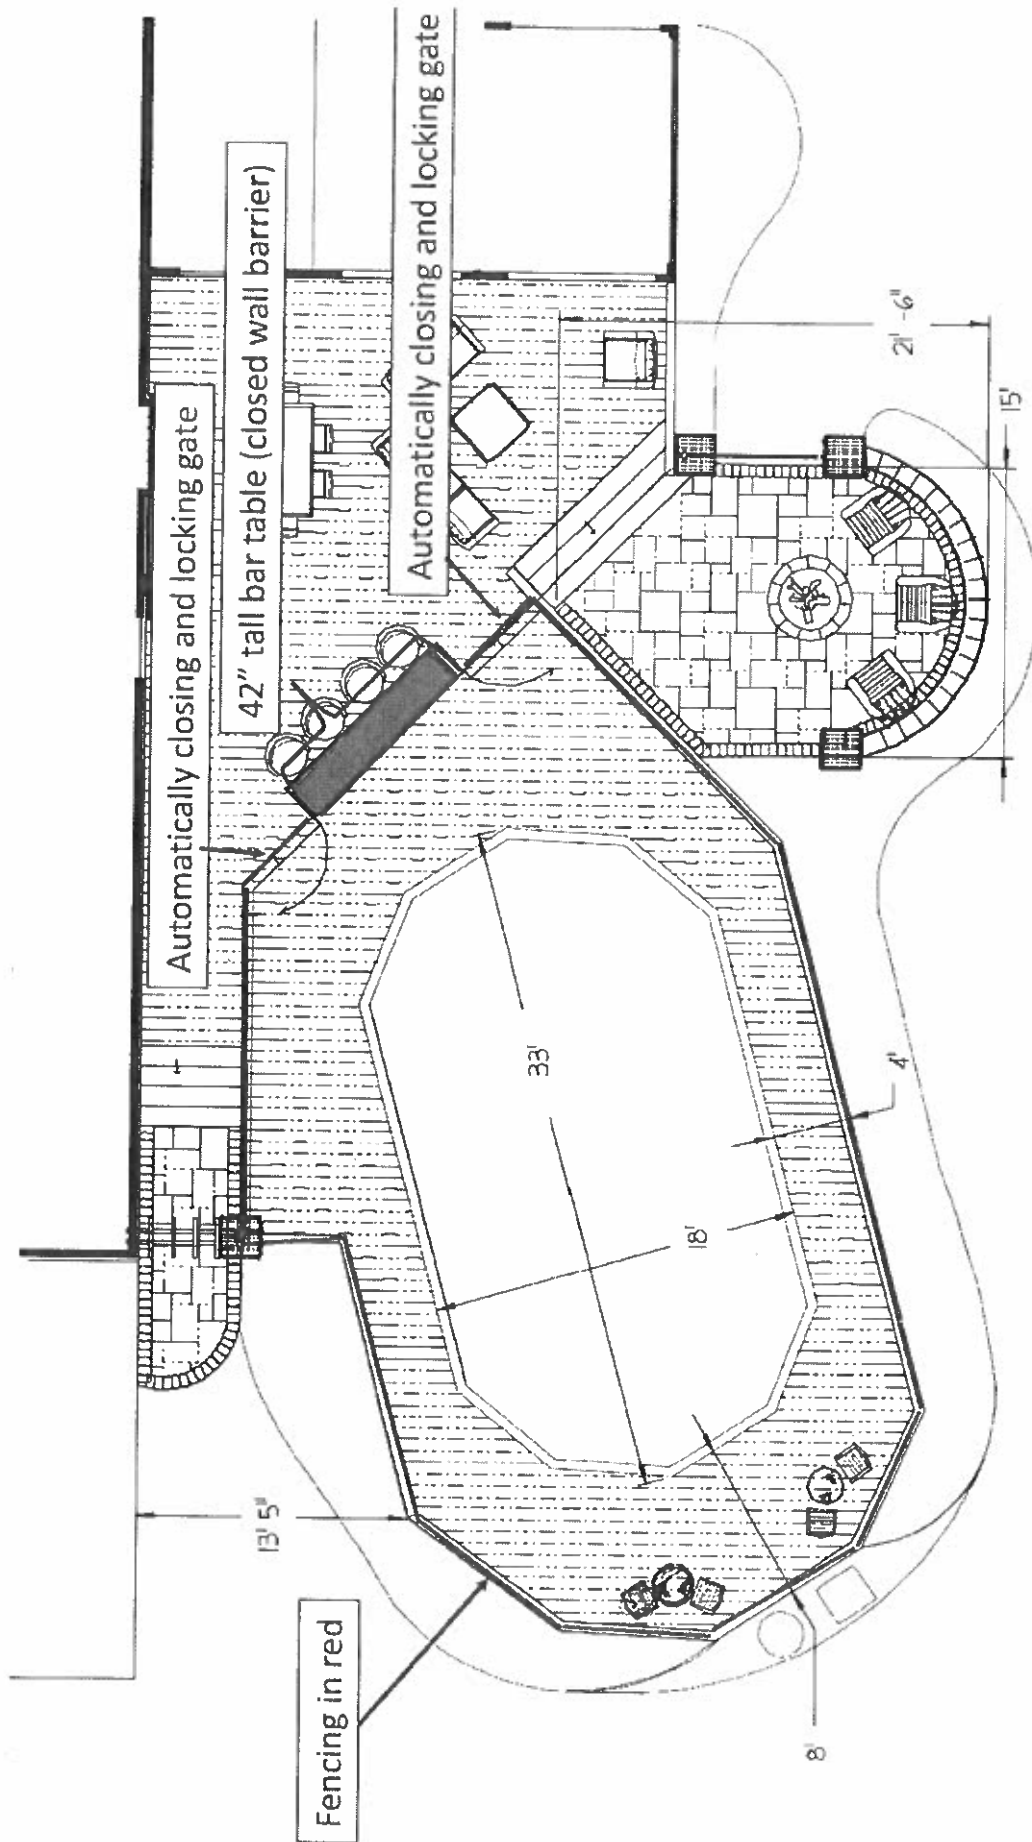 Automatically closing and locking gate
42" tall bar table (closed wall barrier)
Automatically closing and locking gate
Fencing in red
13' 5"
33'
18'
4'
8'
21' -6"
15'